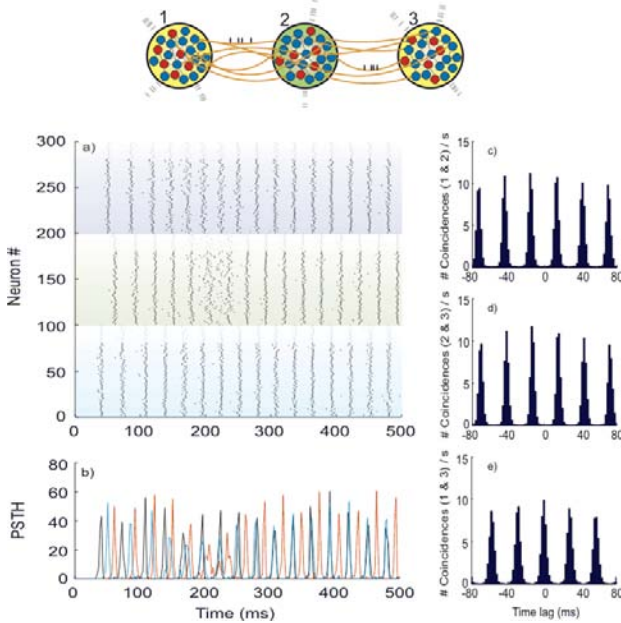 1 2 3
a)
300
250
200
150
100
50
0
Neuron #
0 100 200 300 400 500
b)
80
60
40
20
0
PSTH
0 100 200 300 400 500
Time (ms)
c)
15
10
5
0
# Coincidences (1 & 2) / s
-80 -40 0 40 80
d)
15
10
5
0
# Coincidences (2 & 3) / s
-80 -40 0 40 80
e)
15
10
5
0
# Coincidences (1 & 3) / s
-80 -40 0 40 80
Time lag (ms)